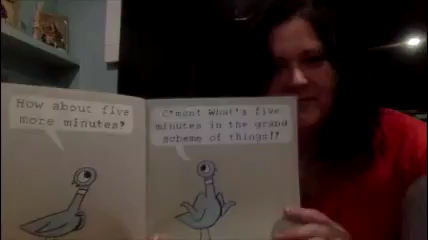 How about five
more minutes?
C'mon! What's five
minutes in the grand
scheme of things!?